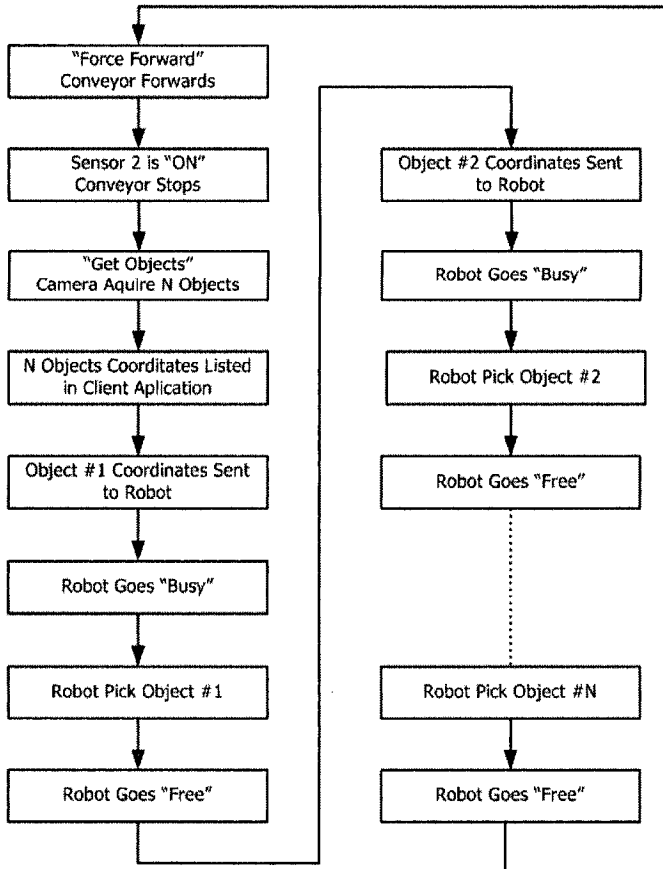 “Force Forward”
Conveyor Forwards
Sensor 2 is “ON”
Conveyor Stops
“Get Objects”
Camera Aquire N Objects
N Objects Coorditates Listed
in Client Aplication
Object #1 Coordinates Sent
to Robot
Robot Goes “Busy”
Robot Pick Object #1
Robot Goes “Free”
Object #2 Coordinates Sent
to Robot
Robot Goes “Busy”
Robot Pick Object #2
Robot Goes “Free”
Robot Pick Object #N
Robot Goes “Free”